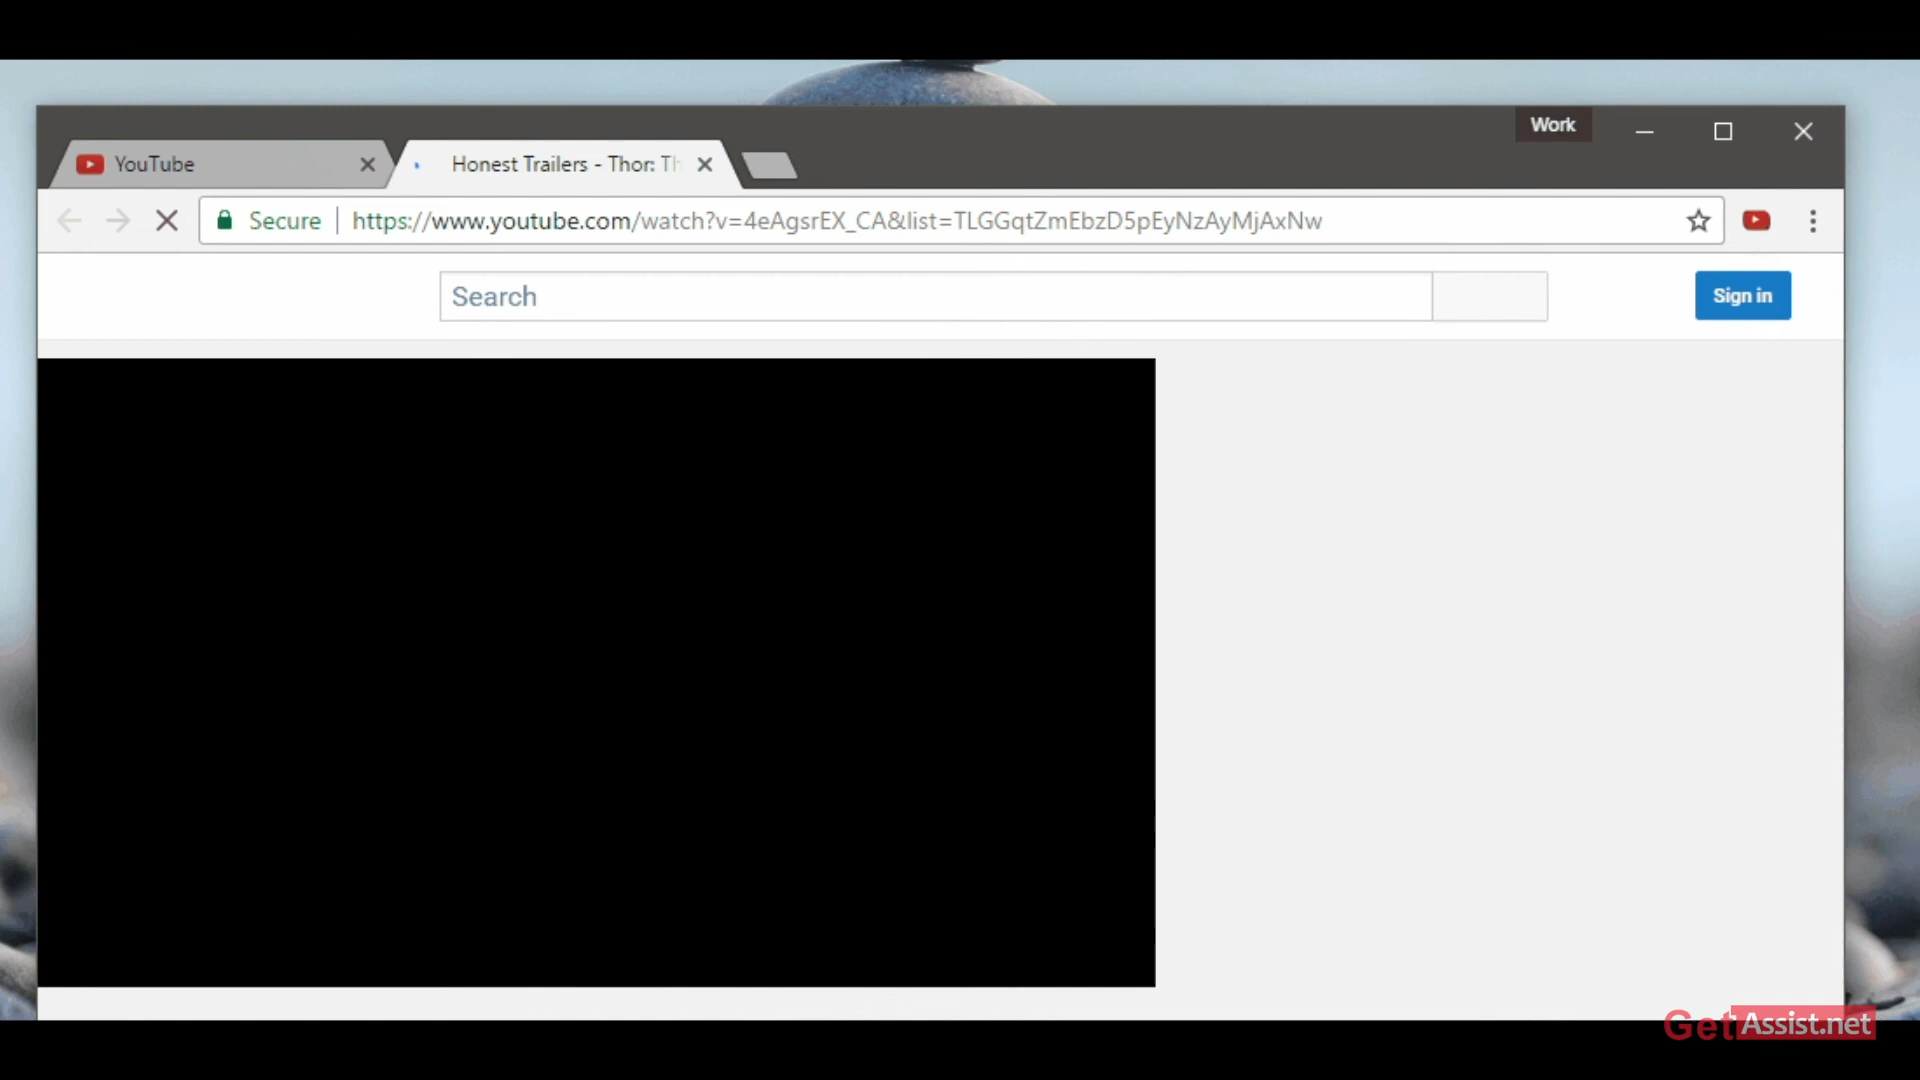 Work
YouTube
Honest Trailers - Thor: Th
Secure
https://www.youtube.com/watch?v=4eAgsrEX_CA&list=TLGGqtZmEbzD5pEyNzAyMjAxNw
Search
Sign in
GetAssist.net